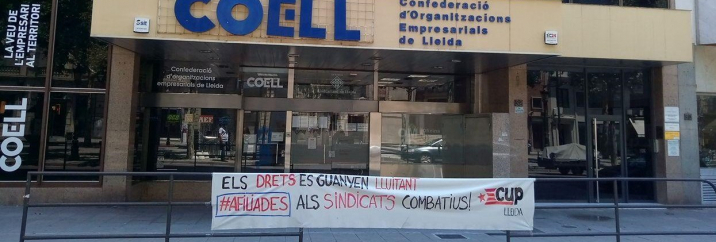 LA VEU DE
L'EMPRESARI
AL TERRITORI
COELL
COELL
Confederació
d'Organitzacions
Empresarials
de Lleida
Confederació
d'organitzacions
empresarials de Lleida
COELL
ELS DRETS ES GUANYEN LLUITANT
#AFILIADES ALS SINDICATS COMBATIUS!
CUP
LLEIDA